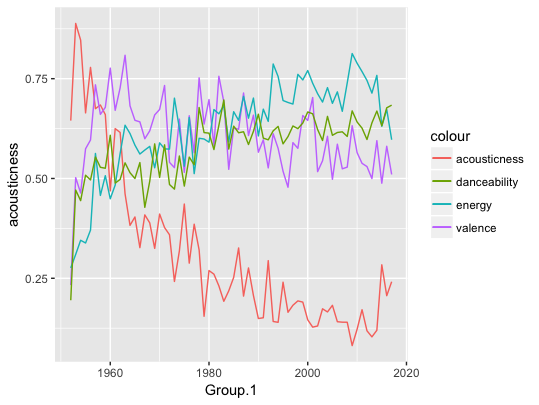 acousticness
0.75
0.50
0.25
1960
1980
2000
2020
Group.1
colour
acousticness
danceability
energy
valence